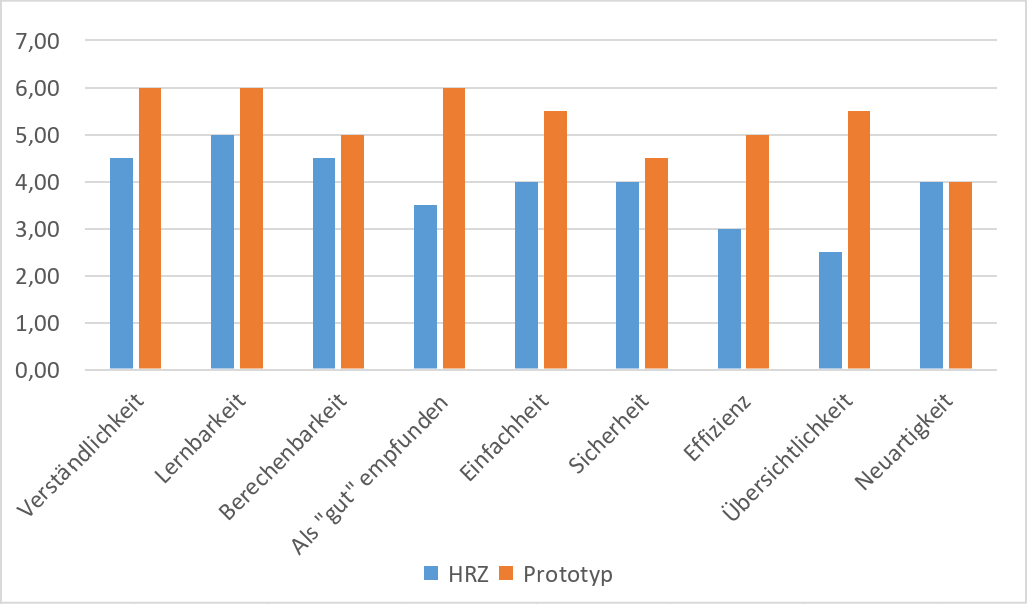 7,00
6,00
5,00
4,00
3,00
2,00
1,00
0,00
Verständlichkeit
Lernbarkeit
Berechenbarkeit
Als "gut" empfunden
Einfachheit
Sicherheit
Effizienz
Übersichtlichkeit
Neuartigkeit
HRZ Prototyp